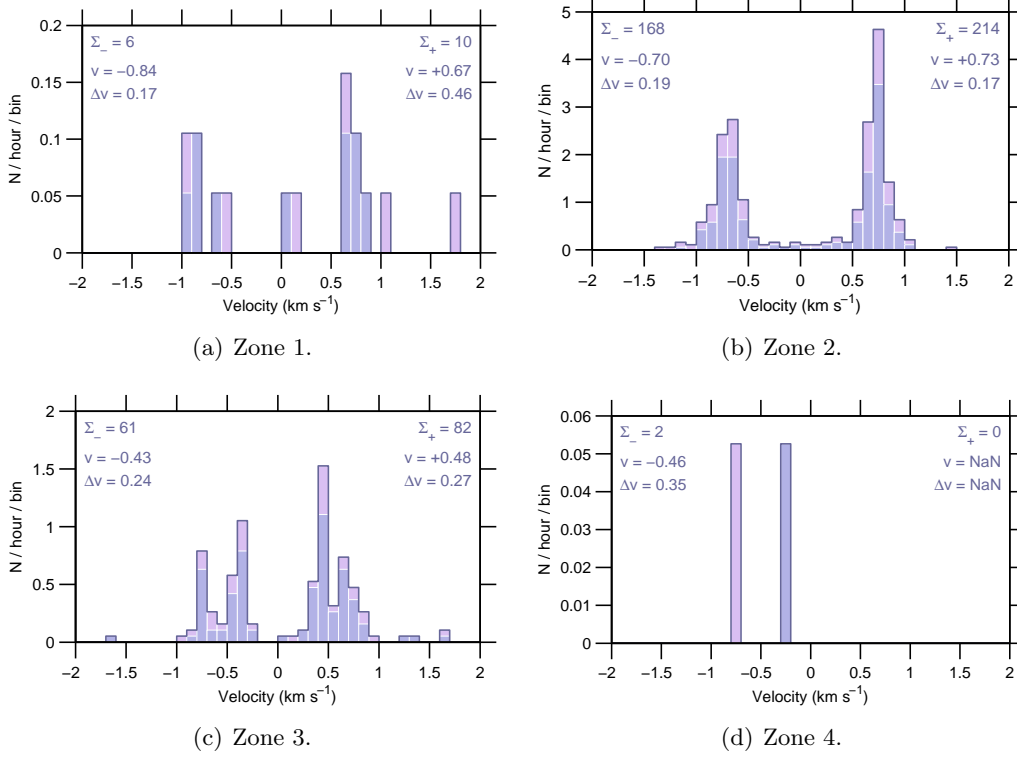 0.2
0.15
0.1
0.05
0
N / hour / bin
Σ− = 6
v = −0.84
Δv = 0.17
Σ+ = 10
v = +0.67
Δv = 0.46
−2 −1.5 −1 −0.5 0 0.5 1 1.5 2
Velocity (km s−1)
(a) Zone 1.
5
4
3
2
1
0
N / hour / bin
Σ− = 168
v = −0.70
Δv = 0.19
Σ+ = 214
v = +0.73
Δv = 0.17
−2 −1.5 −1 −0.5 0 0.5 1 1.5 2
Velocity (km s−1)
(b) Zone 2.
2
1.5
1
0.5
0
N / hour / bin
Σ− = 61
v = −0.43
Δv = 0.24
Σ+ = 82
v = +0.48
Δv = 0.27
−2 −1.5 −1 −0.5 0 0.5 1 1.5 2
Velocity (km s−1)
(c) Zone 3.
0.06
0.05
0.04
0.03
0.02
0.01
0
N / hour / bin
Σ− = 2
v = −0.46
Δv = 0.35
Σ+ = 0
v = NaN
Δv = NaN
−2 −1.5 −1 −0.5 0 0.5 1 1.5 2
Velocity (km s−1)
(d) Zone 4.